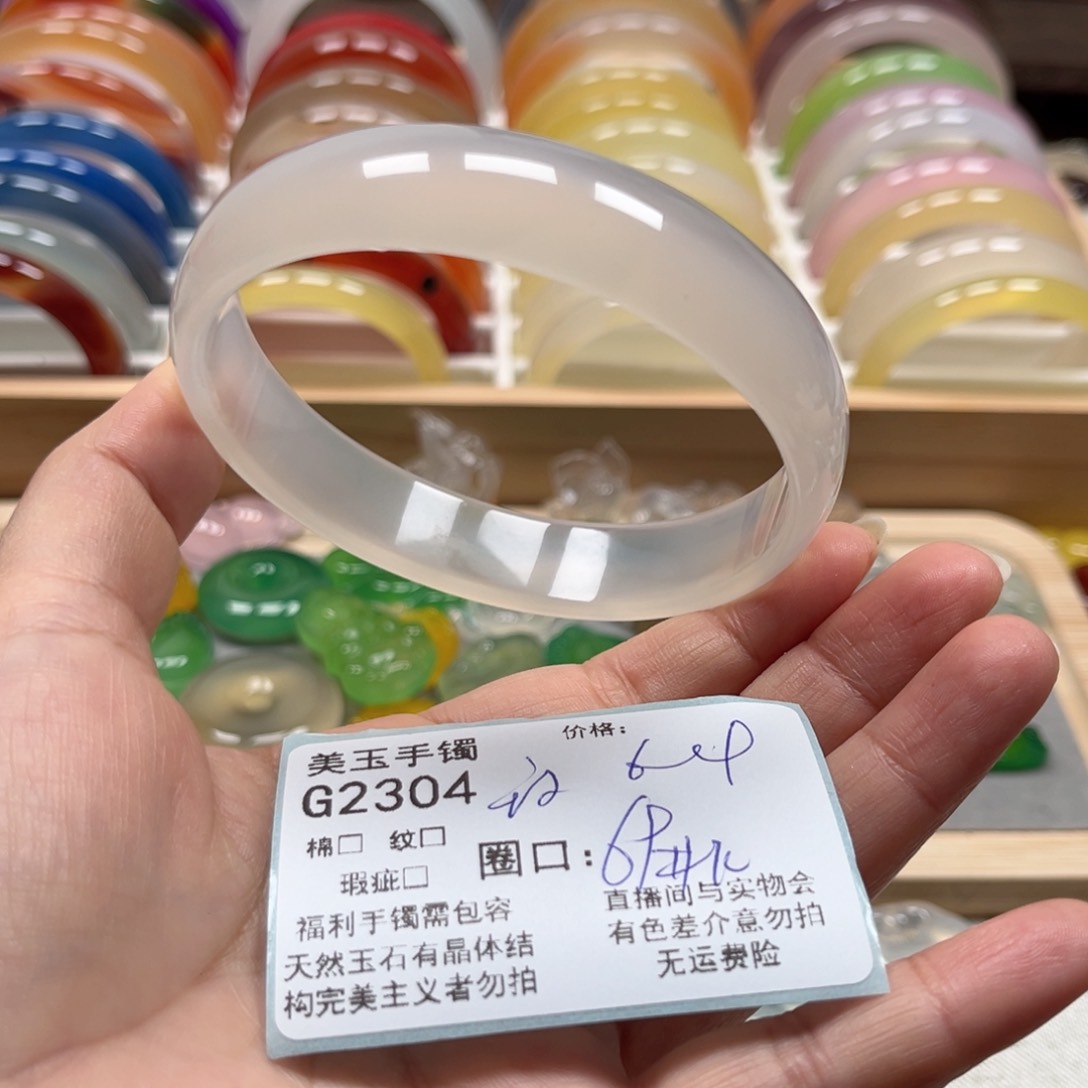 美玉手镯 价格:
G2304
棉□ 纹□
圈口:
瑕疵□
福利手镯需包容
天然玉石有晶体结
构完美主义者勿拍
直播间与实物会
有色差介意勿拍
无运费险